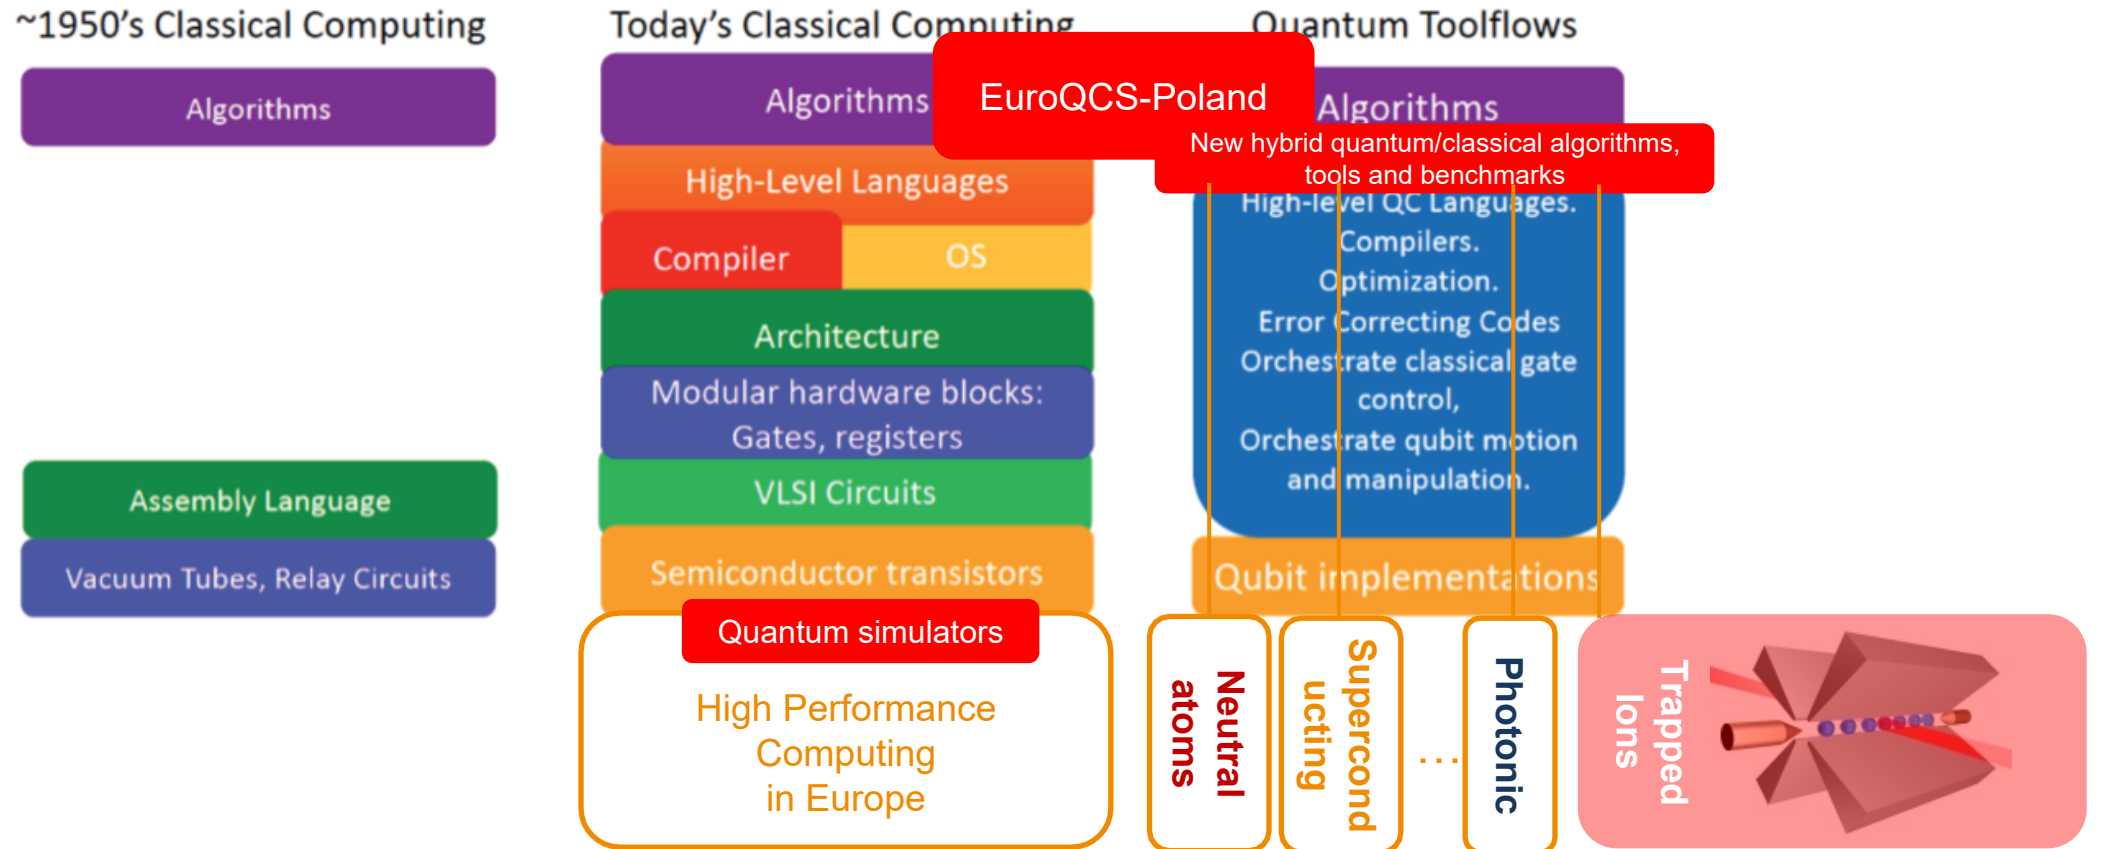 ~1950's Classical Computing
Algorithms
Assembly Language
Vacuum Tubes, Relay Circuits
Today's Classical Computing
Algorithms
High-Level Languages
Compiler
OS
Architecture
Modular hardware blocks:
Gates, registers
VLSI Circuits
Semiconductor transistors
Quantum simulators
High Performance
Computing
in Europe
EuroQCS-Poland
Quantum Toolflows
Algorithms
New hybrid quantum/classical algorithms,
tools and benchmarks
High-level QC Languages.
Compilers.
Optimization.
Error Correcting Codes
Orchestrate classical gate
control,
Orchestrate qubit motion
and manipulation.
Qubit implementations
Neutral
atoms
Supercond
ucting
...
Photonic
Trapped
Ions